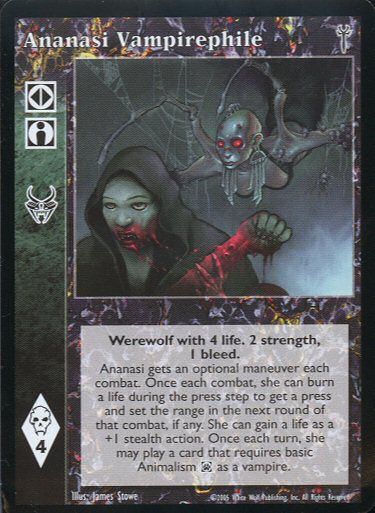 Ananasi Vampirephile
Werewolf with 4 life. 2 strength,
1 bleed.
Ananasi gets an optional maneuver each
combat. Once each combat, she can burn
a life during the press step to get a press
and set the range in the next round of
that combat, if any. She can gain a life as a
+1 stealth action. Once each turn, she
may play a card that requires basic
Animalism as a vampire.
4
Illus: James Stowe
©2005 White Wolf Publishing, Inc. All Rights Reserved.